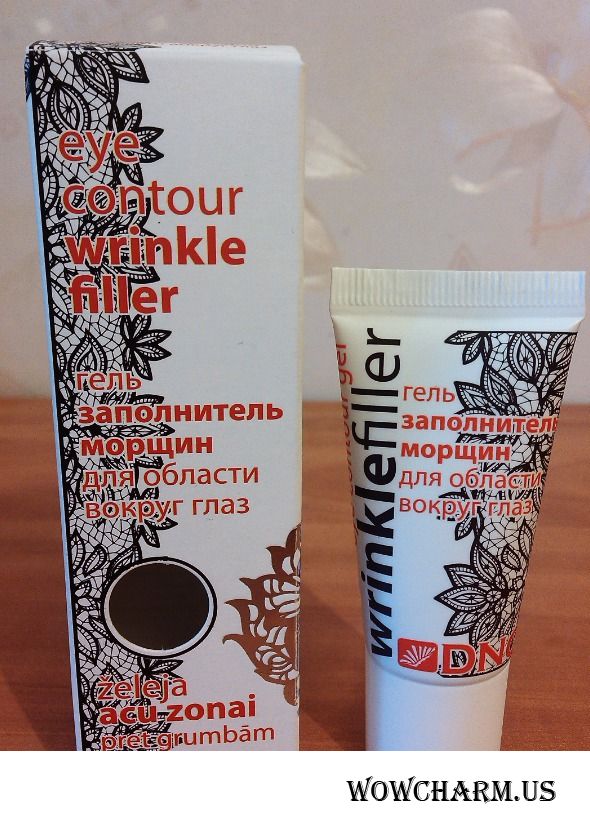 eye
contour
wrinkle
filler
гель
заполнитель
морщин
для области
вокруг глаз
želeja
acu zonai
pret grumbām
wrinklefiller
гель
заполнитель
морщин
для области
вокруг глаз
WOWCHARM.US